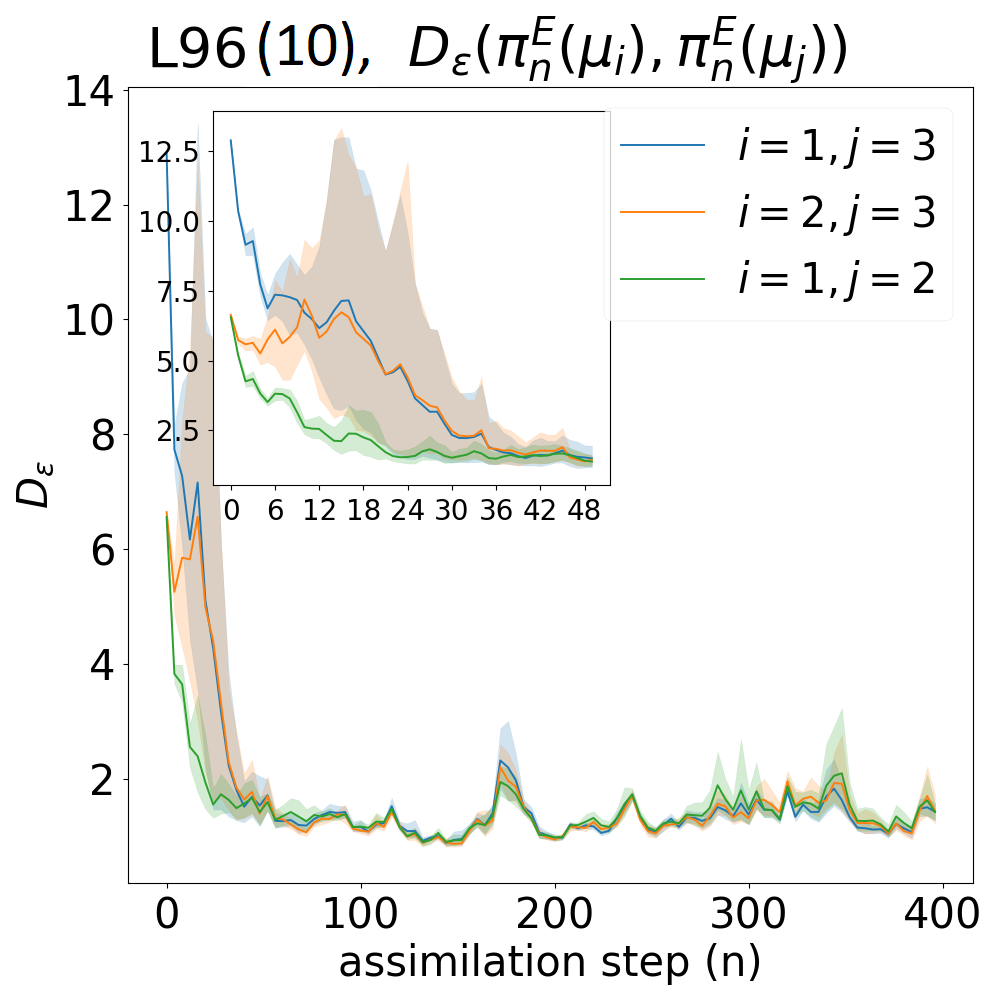 L96 (10), D_ε(π_n^E(μ_i), π_n^E(μ_j))
14
12
10
8
6
4
2
D_ε
12.5
10.0
7.5
5.0
2.5
0 6 12 18 24 30 36 42 48
i = 1, j = 3
i = 2, j = 3
i = 1, j = 2
0 100 200 300 400
assimilation step (n)